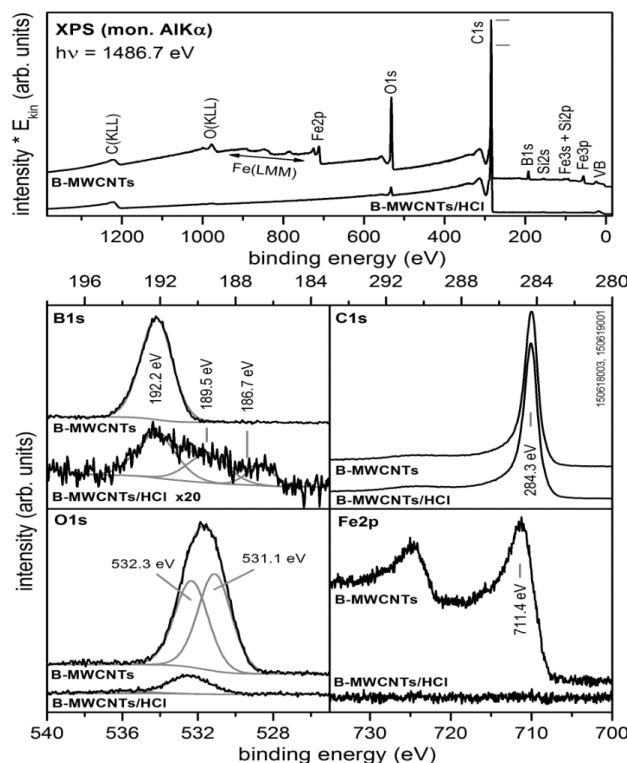 XPS (mon. AlKα)
hν = 1486.7 eV
C(KLL)
O(KLL)
Fe(LMM)
Fe2p
O1s
C1s
B1s
Si2s
Fe3s + Si2p
Fe3p
VB
B-MWCNTs
B-MWCNTs/HCl
intensity * Ekin (arb. units)
1200 1000 800 600 400 200 0
binding energy (eV)
196 192 188 184
290 285 280
B1s
192.2 eV
189.5 eV
186.7 eV
B-MWCNTs
B-MWCNTs/HCl x20
C1s
284.3 eV
B-MWCNTs
B-MWCNTs/HCl
150618003, 150619001
intensity (arb. units)
O1s
532.3 eV
531.1 eV
B-MWCNTs
B-MWCNTs/HCl
Fe2p
711.4 eV
B-MWCNTs
B-MWCNTs/HCl
540 536 532 528
730 720 710 700
binding energy (eV)